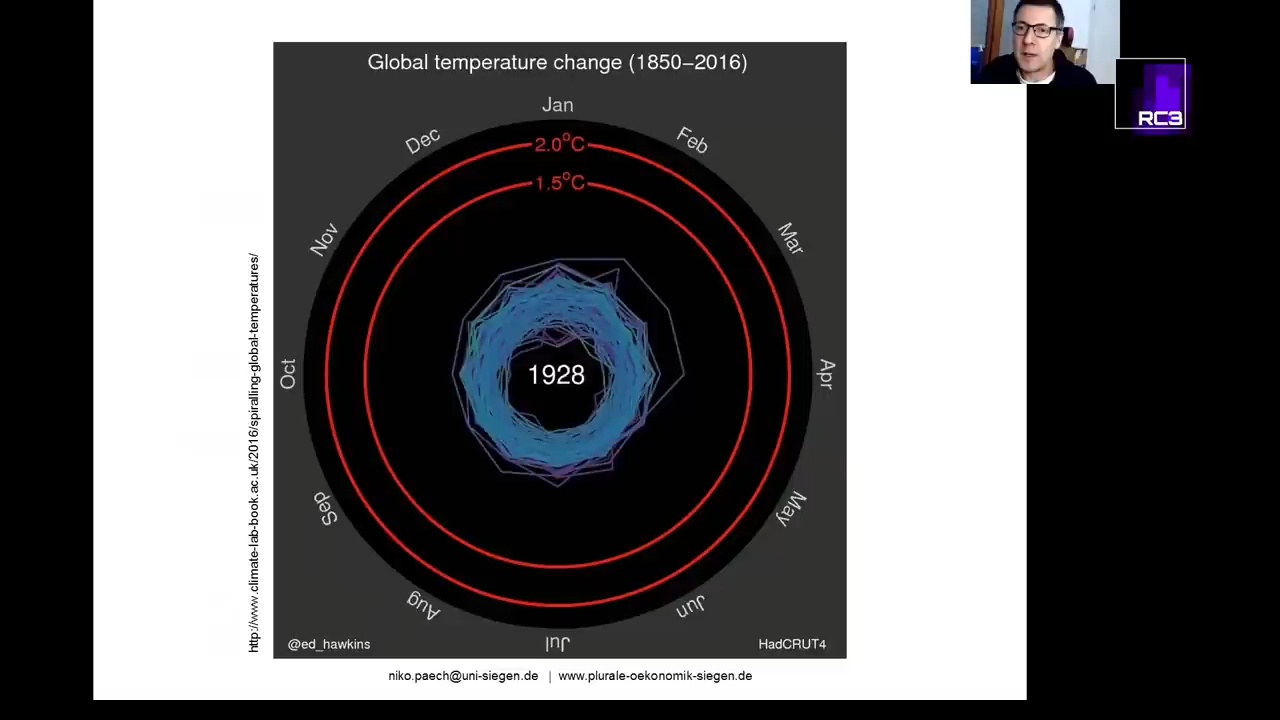 Global temperature change (1850−2016)
Jan
Feb
Mar
Apr
May
Jun
Jul
Aug
Sep
Oct
Nov
Dec
2.0°C
1.5°C
1928
@ed_hawkins
HadCRUT4
http://www.climate-lab-book.ac.uk/2016/spiralling-global-temperatures/
niko.paech@uni-siegen.de | www.plurale-oekonomik-siegen.de
RC3